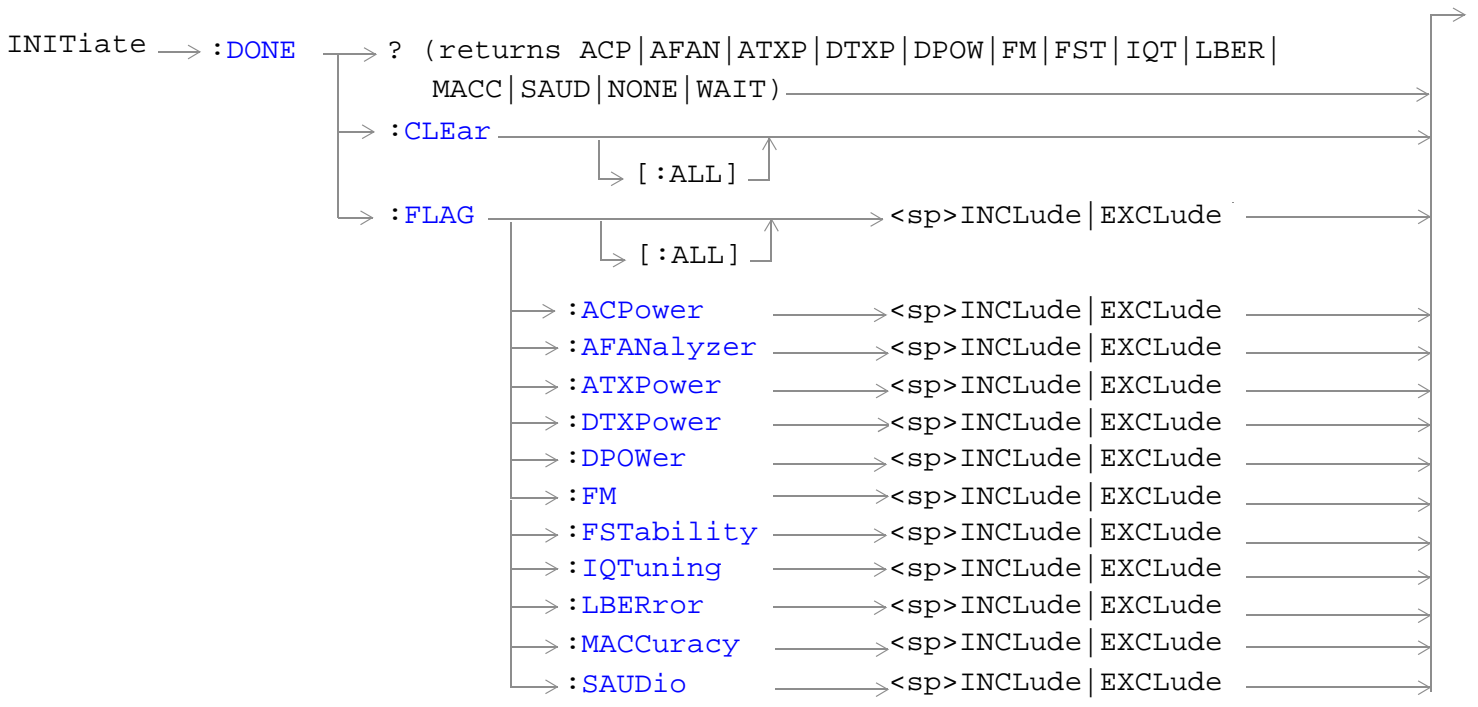 INITiate :DONE ? (returns ACP|AFAN|ATXP|DTXP|DPOW|FM|FST|IQT|LBER|
MACC|SAUD|NONE|WAIT)
:CLEar
[:ALL]
:FLAG <sp>INCLude|EXCLude
[:ALL]
:ACPower <sp>INCLude|EXCLude
:AFANalyzer <sp>INCLude|EXCLude
:ATXPower <sp>INCLude|EXCLude
:DTXPower <sp>INCLude|EXCLude
:DPOWer <sp>INCLude|EXCLude
:FM <sp>INCLude|EXCLude
:FSTability <sp>INCLude|EXCLude
:IQTuning <sp>INCLude|EXCLude
:LBERror <sp>INCLude|EXCLude
:MACCuracy <sp>INCLude|EXCLude
:SAUDio <sp>INCLude|EXCLude